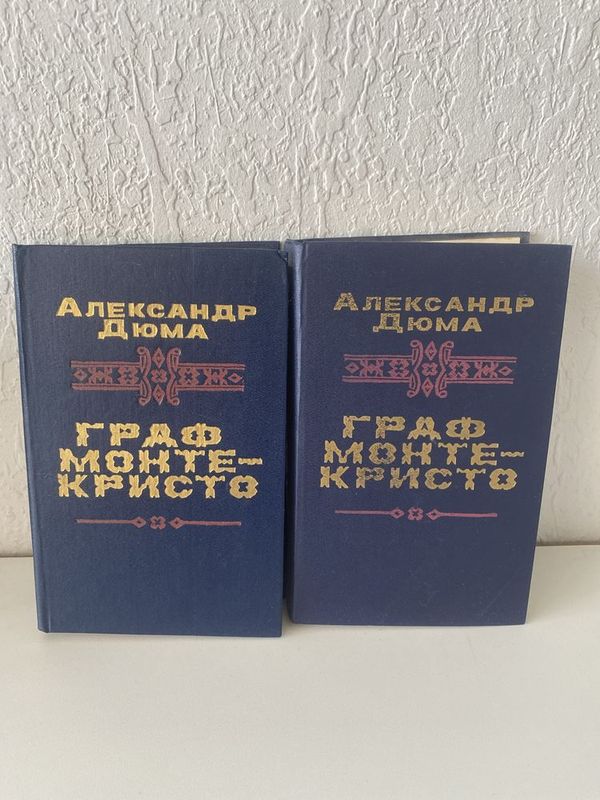 Александр
Дюма
ГРАФ
МОНТЕ-
КРИСТО
Александр
Дюма
ГРАФ
МОНТЕ-
КРИСТО